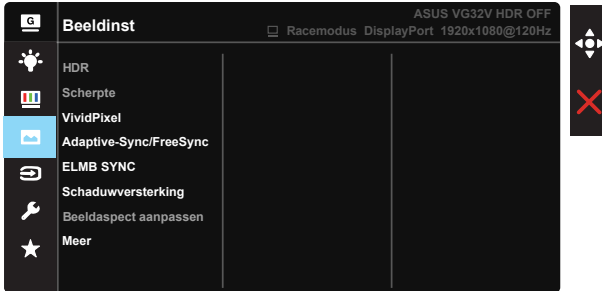 G
Beeldinst
ASUS VG32V HDR OFF
Racemodus DisplayPort 1920x1080@120Hz
HDR
Scherpte
VividPixel
Adaptive-Sync/FreeSync
ELMB SYNC
Schaduwversterking
Beeldaspect aanpassen
Meer